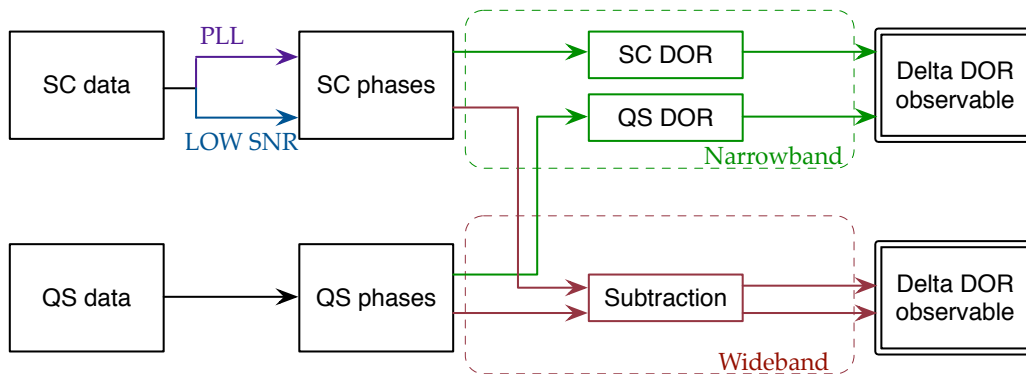 PLL
SC data
LOW SNR
SC phases
SC DOR
QS DOR
Narrowband
Delta DOR
observable
QS data
QS phases
Subtraction
Wideband
Delta DOR
observable